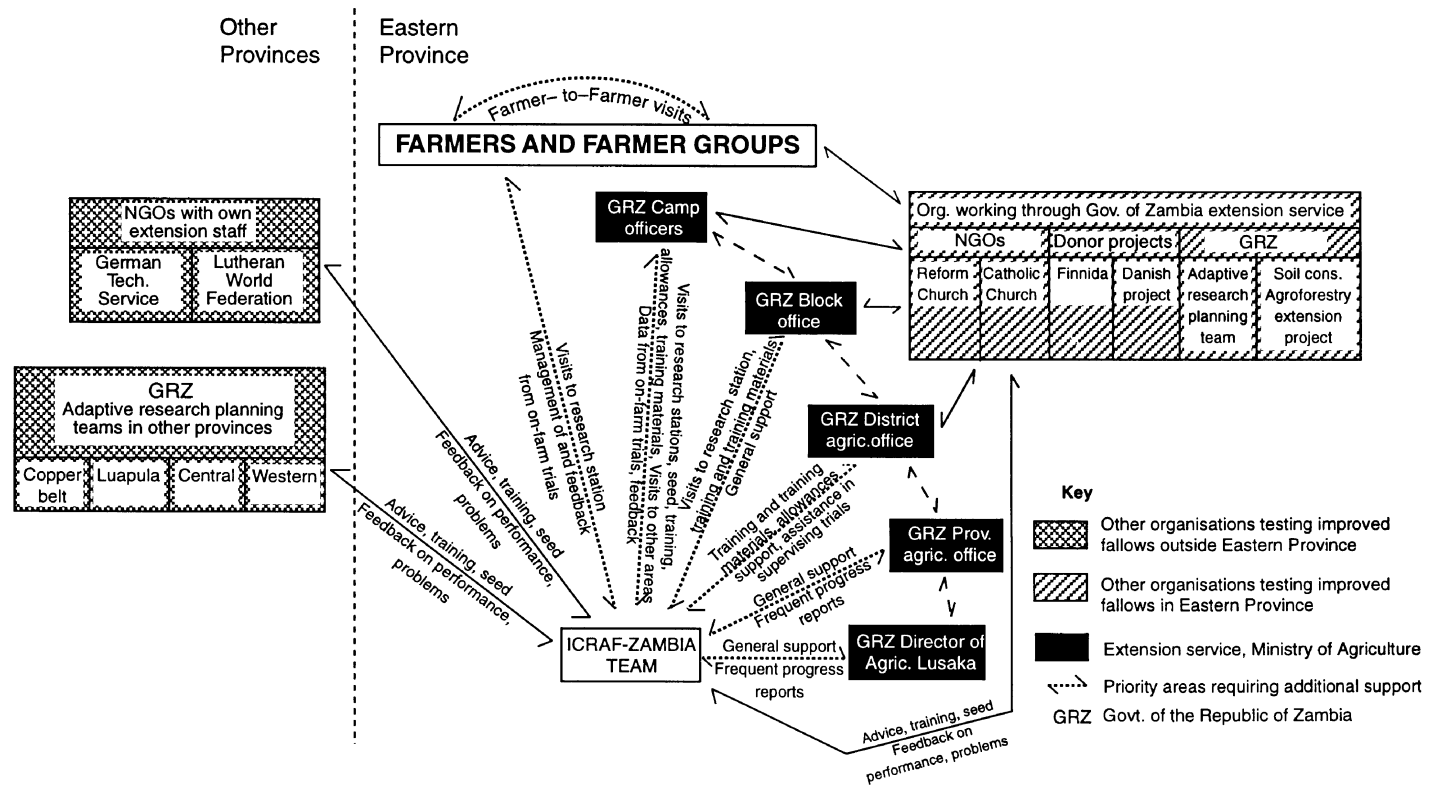 Other
Provinces
Eastern
Province
Farmer– to–Farmer visits
FARMERS AND FARMER GROUPS
NGOs with own
extension staff
German
Tech.
Service
Lutheran
World
Federation
GRZ
Adaptive research planning
teams in other provinces
Copper
belt
Luapula
Central
Western
GRZ Camp
officers
GRZ Block
office
GRZ District
agric.office
GRZ Prov.
agric. office
GRZ Director of
Agric. Lusaka
Org. working through Gov. of Zambia extension service
NGOs
Donor projects
GRZ
Reform
Church
Catholic
Church
Finnida
Danish
project
Adaptive
research
planning
team
Soil cons.
Agroforestry
extension
project
Advice, training, seed
Feedback on performance,
problems
Advice, training, seed
Feedback on performance,
problems
Visits to research station
Management of and feedback
from on-farm trials
Visits to research stations, seed, training,
allowances, training materials, Visits to other areas
Data from on-farm trials, feedback
Visits to research station,
training and training materials
General support
Training and training
materials, allowances,
support, assistance in
supervising trials
General support
Frequent progress
reports
General support
Frequent progress
reports
ICRAF-ZAMBIA
TEAM
Advice, training, seed
Feedback on
performance, problems
Key
Other organisations testing improved
fallows outside Eastern Province
Other organisations testing improved
fallows in Eastern Province
Extension service, Ministry of Agriculture
Priority areas requiring additional support
GRZ Govt. of the Republic of Zambia